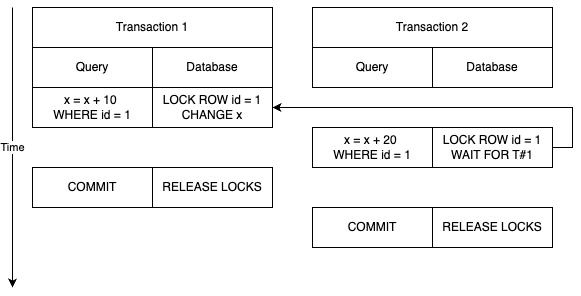 Transaction 1
Transaction 2
Query
Database
Query
Database
x = x + 10
WHERE id = 1
LOCK ROW id = 1
CHANGE x
Time
x = x + 20
WHERE id = 1
LOCK ROW id = 1
WAIT FOR T#1
COMMIT
RELEASE LOCKS
COMMIT
RELEASE LOCKS